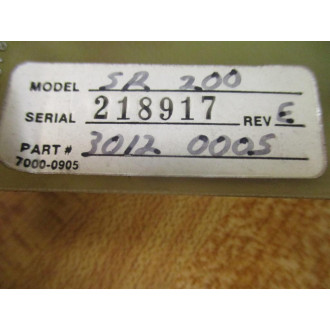 MODEL SR 200
SERIAL 218917 REV E
PART # 3012 0005
7000-0905